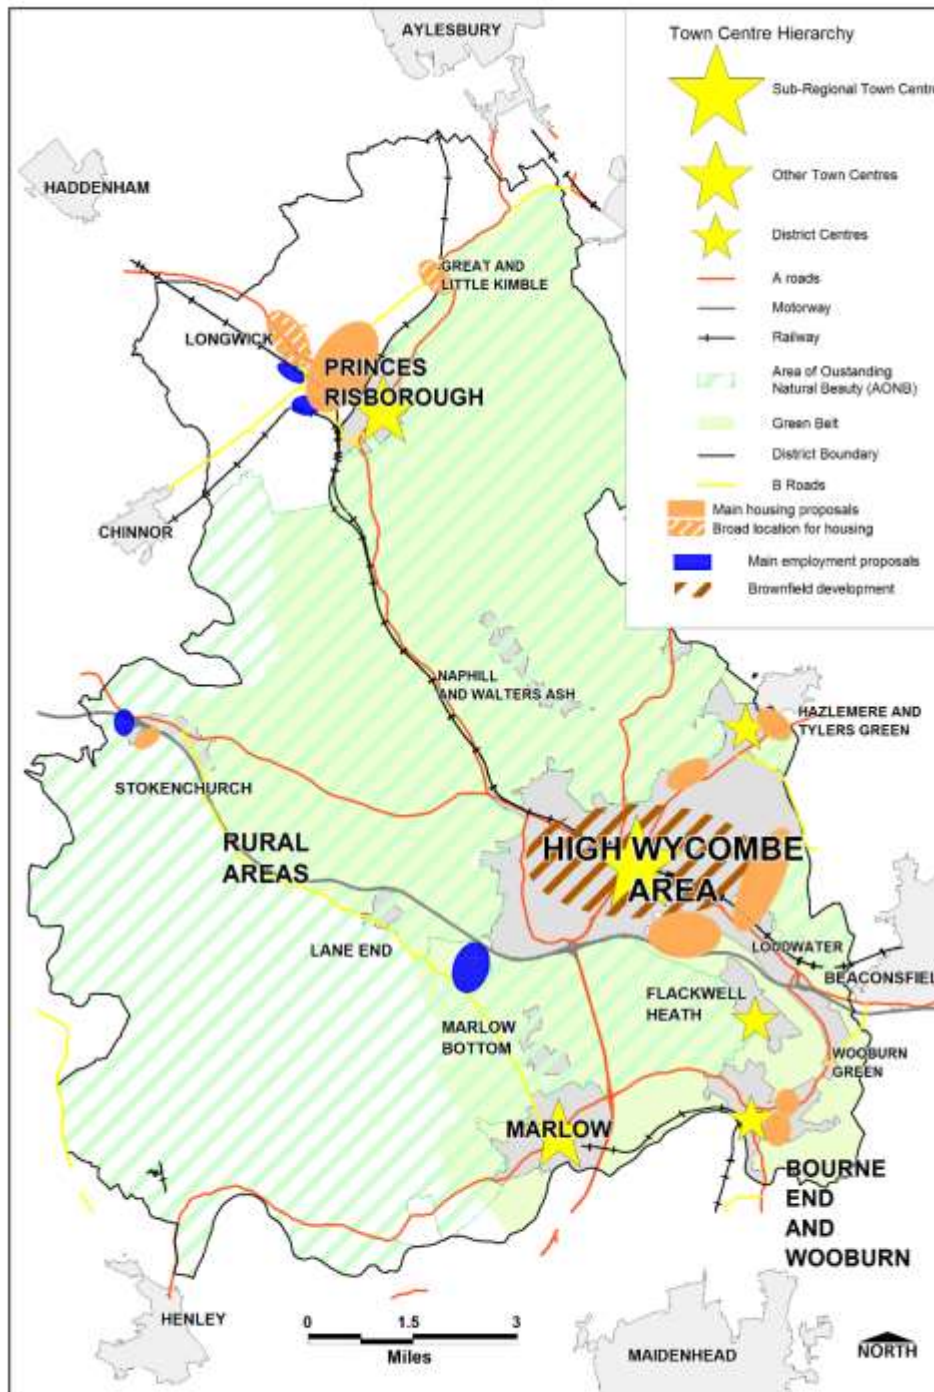 AYLESBURY
HADDENHAM
Town Centre Hierarchy
Sub-Regional Town Centre
Other Town Centres
District Centres
A roads
Motorway
Railway
Area of Oustanding
Natural Beauty (AONB)
Green Belt
District Boundary
B Roads
Main housing proposals
Broad location for housing
Main employment proposals
Brownfield development
GREAT AND
LITTLE KIMBLE
LONGWICK
PRINCES
RISBOROUGH
CHINNOR
NAPHILL
AND WALTERS ASH
HAZLEMERE AND
TYLERS GREEN
STOKENCHURCH
RURAL
AREAS
HIGH WYCOMBE
AREA.
LANE END
LOUDWATER
BEACONSFIEL
FLACKWELL
HEATH
MARLOW
BOTTOM
WOOBURN
GREEN
MARLOW
BOURNE
END
AND
WOOBURN
HENLEY
0 1.5 3
Miles
MAIDENHEAD
NORTH